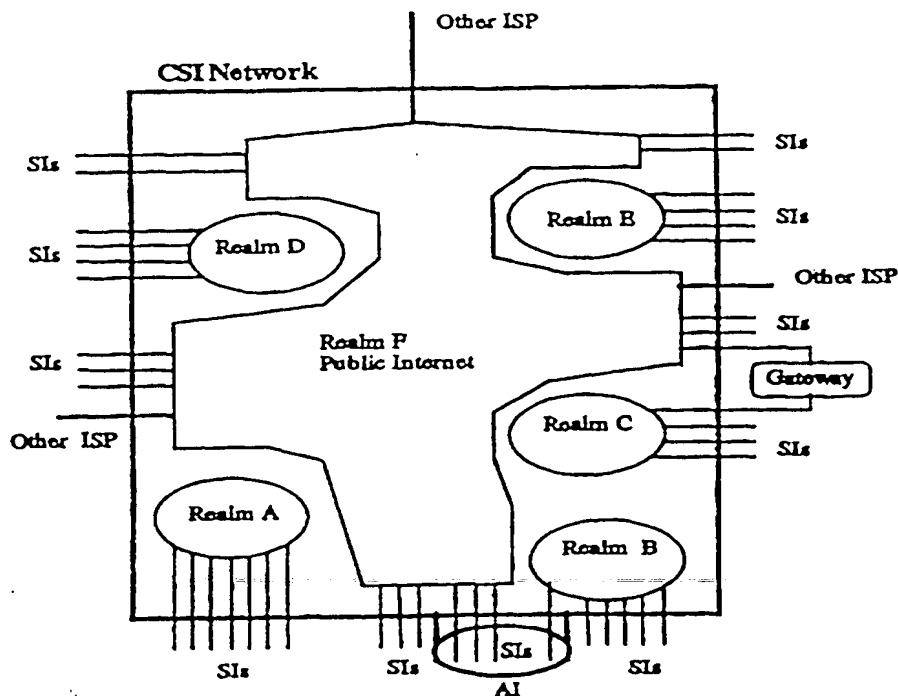 Other ISP
CSI Network
SIs
SIs
Realm E
SIs
Realm D
SIs
Other ISP
SIs
Realm F
Public Internet
SIs
Gateway
Other ISP
Realm C
SIs
Realm A
Realm B
SIs
SIs
SIs
SIs
AI